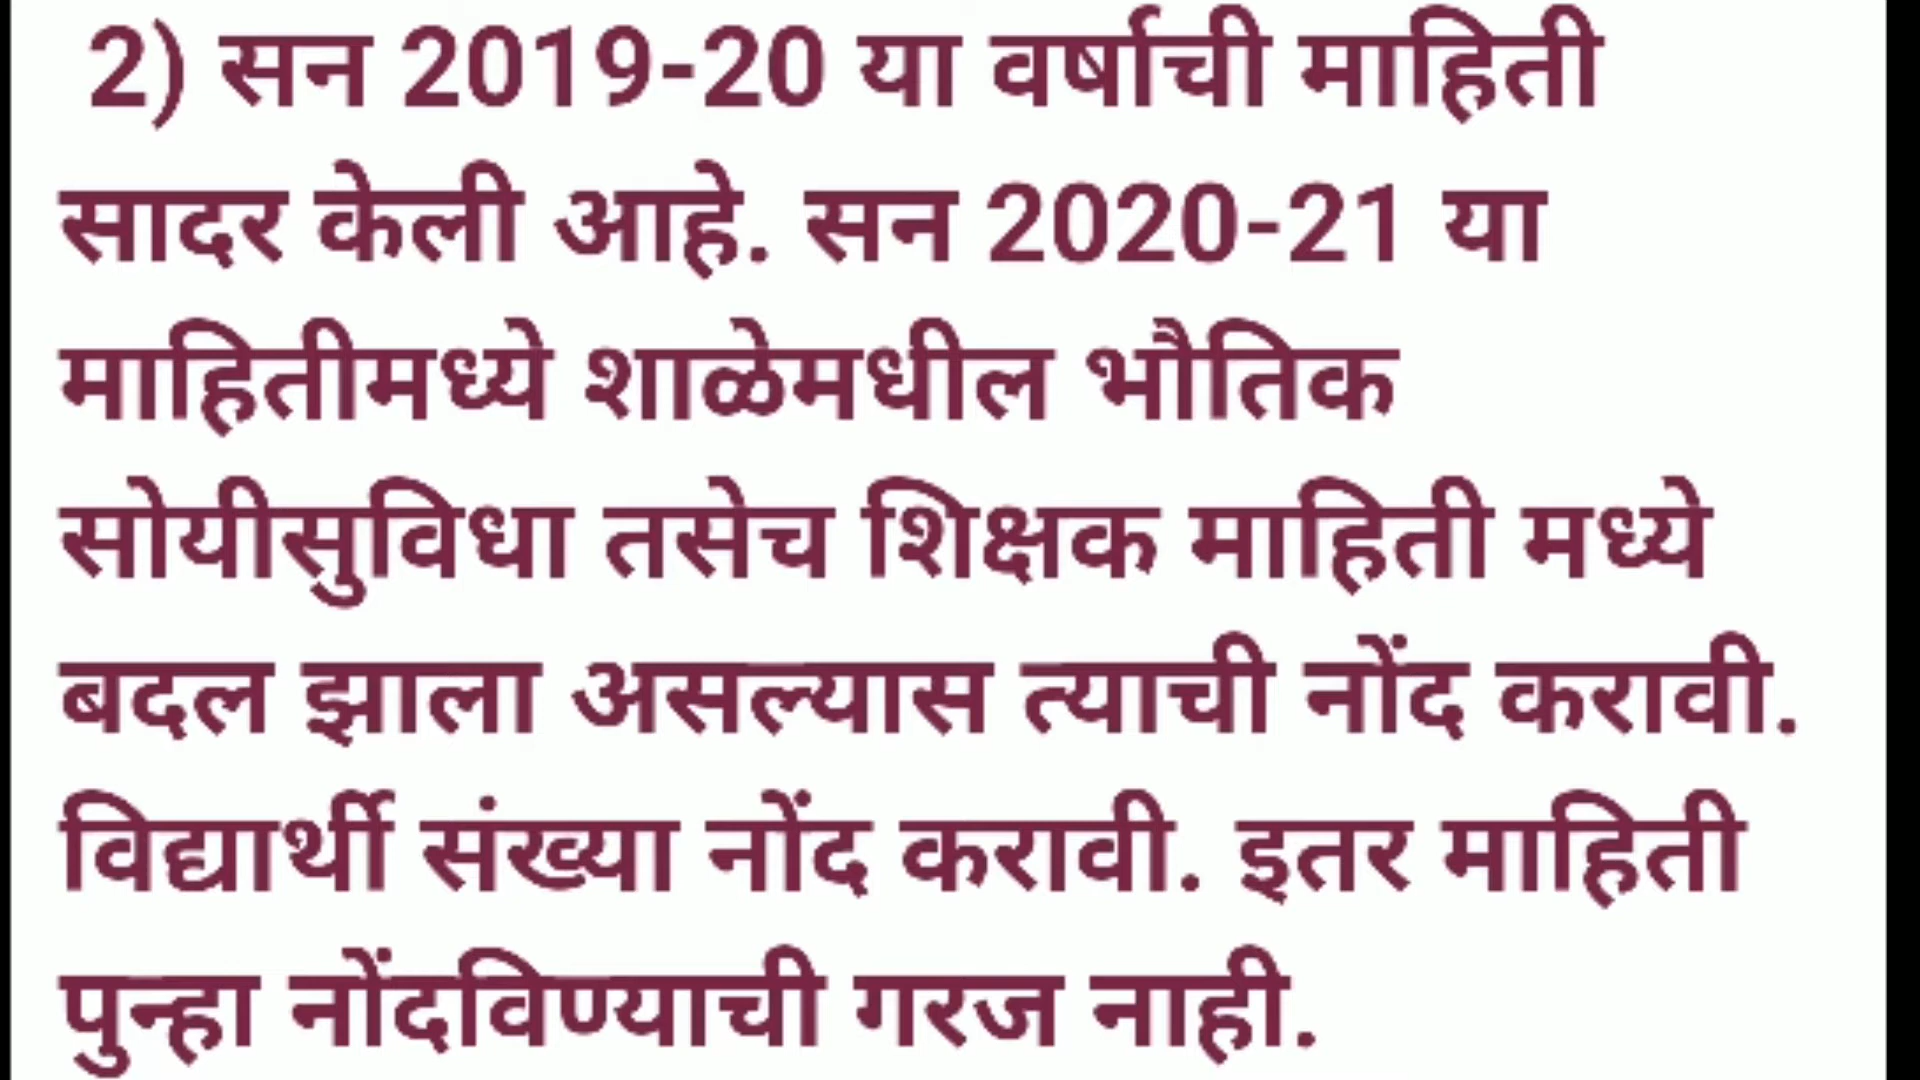 2) सन 2019-20 या वर्षाची माहिती
सादर केली आहे. सन 2020-21 या
माहितीमध्ये शाळेमधील भौतिक
सोयीसुविधा तसेच शिक्षक माहिती मध्ये
बदल झाला असल्यास त्याची नोंद करावी.
विद्यार्थी संख्या नोंद करावी. इतर माहिती
पुन्हा नोंदविण्याची गरज नाही.